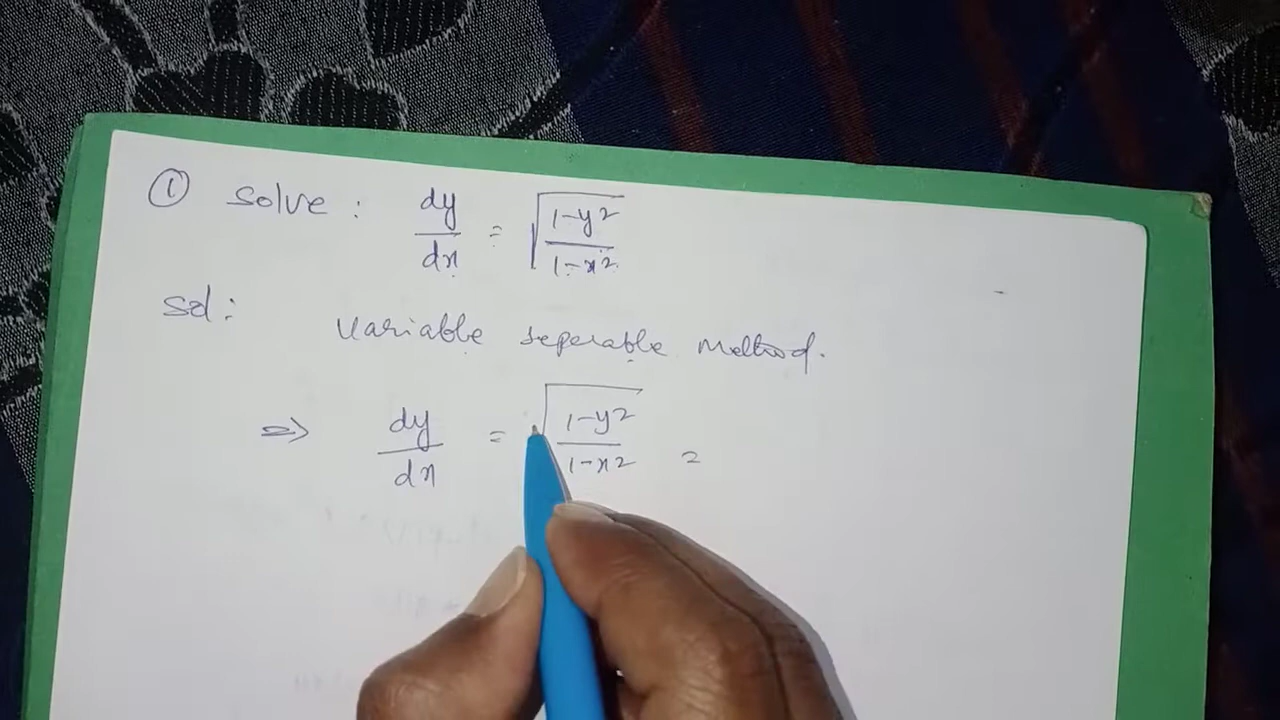 ① Solve : dy/dx = √(1-y²/1-x²)
Sol :
Variable seperable Method.
⇒ dy/dx = √(1-y²/1-x²) =